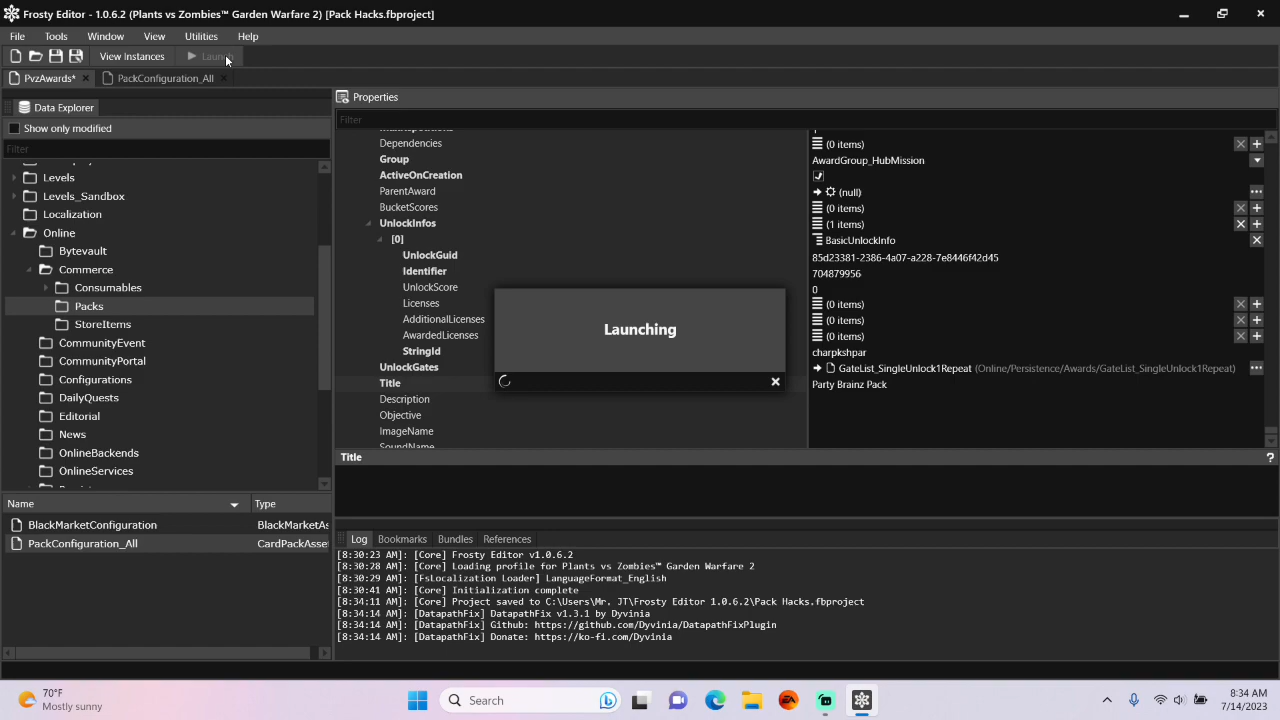 Frosty Editor - 1.0.6.2 (Plants vs Zombies™ Garden Warfare 2) [Pack Hacks.fbproject]
File Tools Window View Utilities Help
View Instances Launch
PvzAwards* PackConfiguration_All
Data Explorer
Properties
Show only modified
Filter
Filter
Levels
Levels_Sandbox
Localization
Online
Bytevault
Commerce
Consumables
Packs
StoreItems
CommunityEvent
CommunityPortal
Configurations
DailyQuests
Editorial
News
OnlineBackends
OnlineServices
Name Type
BlackMarketConfiguration BlackMarketAs
PackConfiguration_All CardPackAsse
Dependencies (0 items)
Group AwardGroup_HubMission
ActiveOnCreation
ParentAward (null)
BucketScores (0 items)
UnlockInfos (1 items)
[0] BasicUnlockInfo
UnlockGuid 85d23381-2386-4a07-a228-7e8446f42d45
Identifier 704879956
UnlockScore 0
Licenses (0 items)
AdditionalLicenses (0 items)
AwardedLicenses (0 items)
StringId charpkshpar
UnlockGates GateList_SingleUnlock1Repeat (Online/Persistence/Awards/GateList_SingleUnlock1Repeat)
Title Party Brainz Pack
Description
Objective
ImageName
SoundName
Launching
Title
Log Bookmarks Bundles References
[8:30:23 AM]: [Core] Frosty Editor v1.0.6.2
[8:30:28 AM]: [Core] Loading profile for Plants vs Zombies™ Garden Warfare 2
[8:30:29 AM]: [FsLocalization Loader] LanguageFormat_English
[8:30:41 AM]: [Core] Initialization complete
[8:34:11 AM]: [Core] Project saved to C:\Users\Mr. JT\Frosty Editor 1.0.6.2\Pack Hacks.fbproject
[8:34:14 AM]: [DatapathFix] DatapathFix v1.3.1 by Dyvinia
[8:34:14 AM]: [DatapathFix] Github: https://github.com/Dyvinia/DatapathFixPlugin
[8:34:14 AM]: [DatapathFix] Donate: https://ko-fi.com/Dyvinia
70°F
Mostly sunny
Search
8:34 AM
7/14/2023